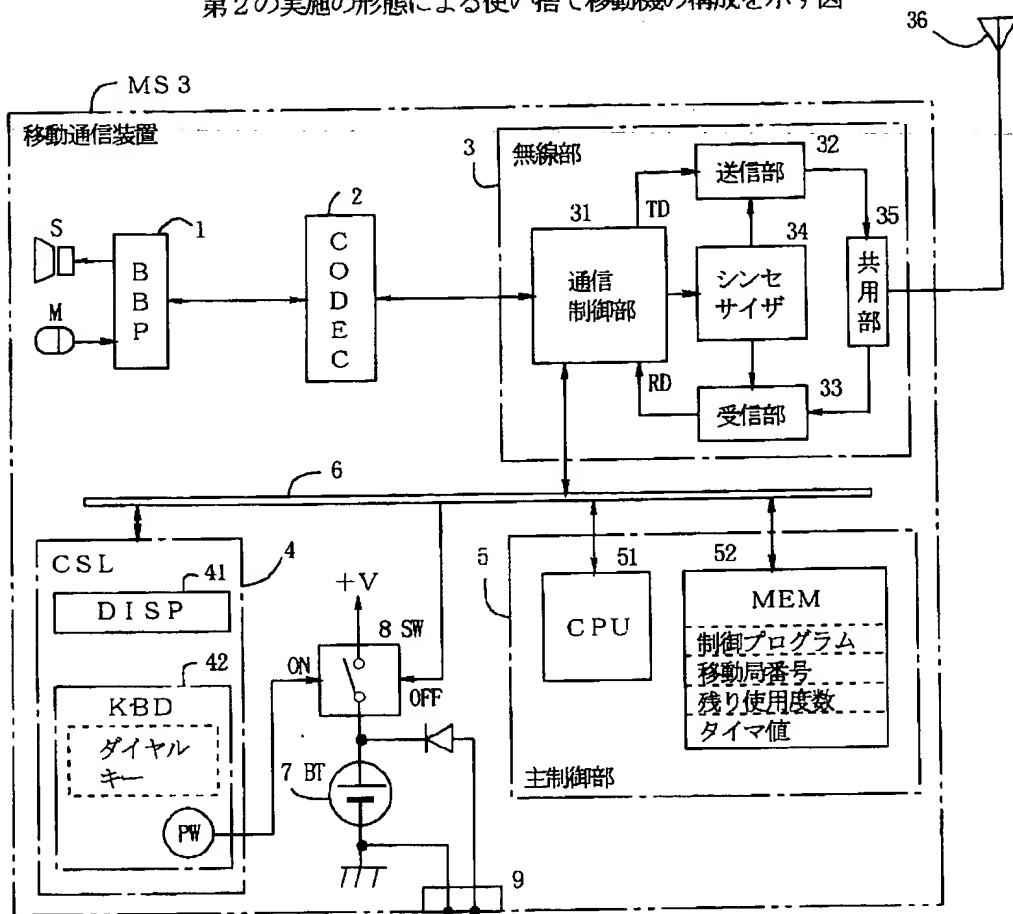 第２の実施の形態による使い捨て移動機の構成を示す図
36
MS３
移動通信装置
3
無線部
32
送信部
31
TD
34
35
通信
制御部
シンセ
サイザ
共
用
部
RD
33
受信部
S
M
1
B
B
P
2
C
O
D
E
C
6
CSL
4
41
DISP
42
KBD
ダイヤル
キー
PW
+V
8 SW
ON
OFF
7 BT
9
5
51
CPU
52
MEM
制御プログラム
移動局番号
残り使用度数
タイマ値
主制御部